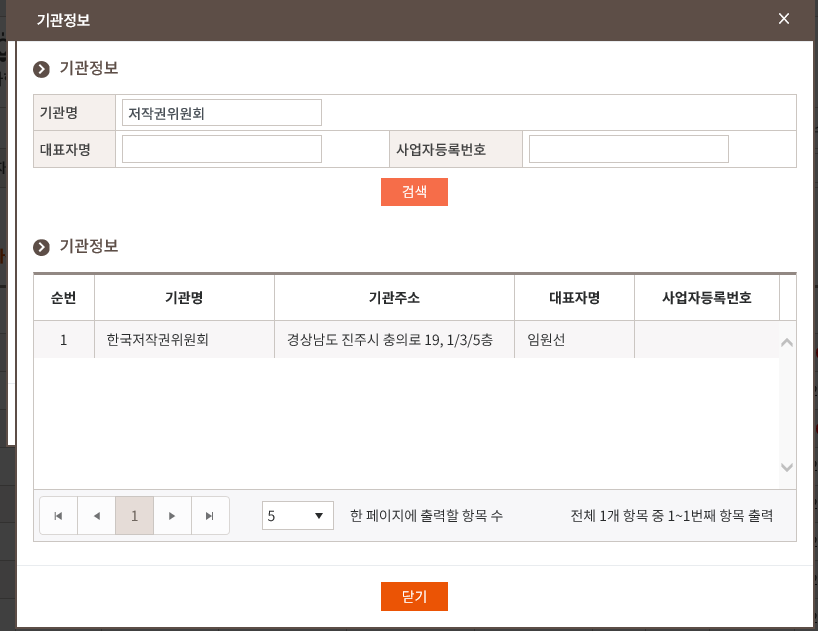 기관정보
기관정보
기관명 저작권위원회
대표자명 사업자등록번호
검색
기관정보
순번 기관명 기관주소 대표자명 사업자등록번호
1 한국저작권위원회 경상남도 진주시 충의로 19, 1/3/5층 임원선
1 5 한 페이지에 출력할 항목 수 전체 1개 항목 중 1~1번째 항목 출력
닫기